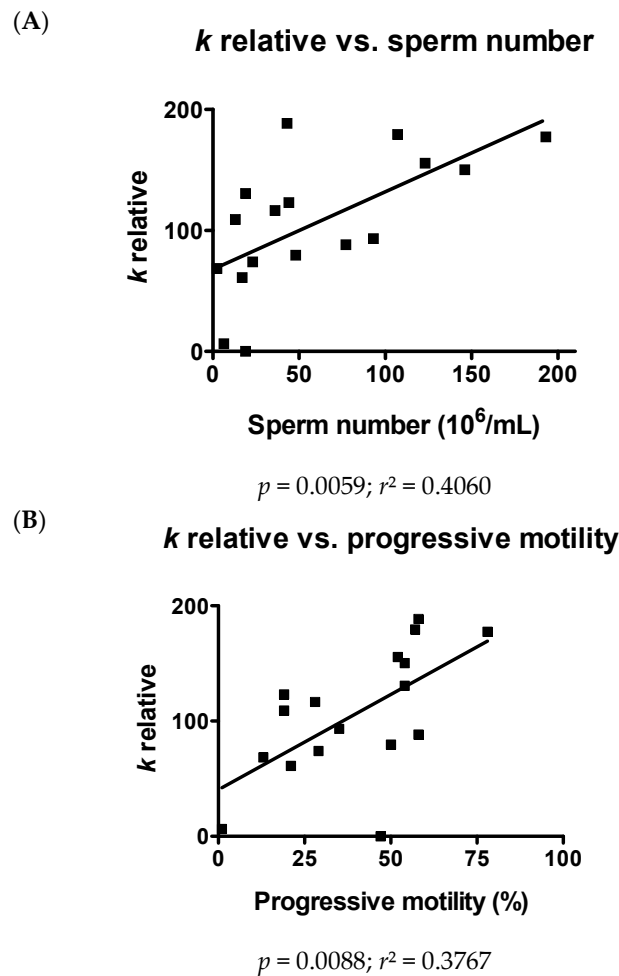 (A)
k relative vs. sperm number
200
100
0
k relative
0 50 100 150 200
Sperm number (10⁶/mL)
p = 0.0059; r² = 0.4060
(B)
k relative vs. progressive motility
200
100
0
k relative
0 25 50 75 100
Progressive motility (%)
p = 0.0088; r² = 0.3767